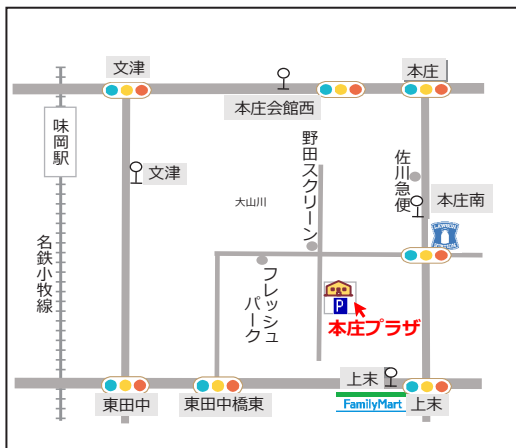 文津
本庄
本庄会館西
味岡駅
野田スクリーン
佐川急便
文津
本庄南
大山川
LAWSON
STATION
名鉄小牧線
フレッシュ
パーク
P
本庄プラザ
上末
FamilyMart
東田中
東田中橋東
上末